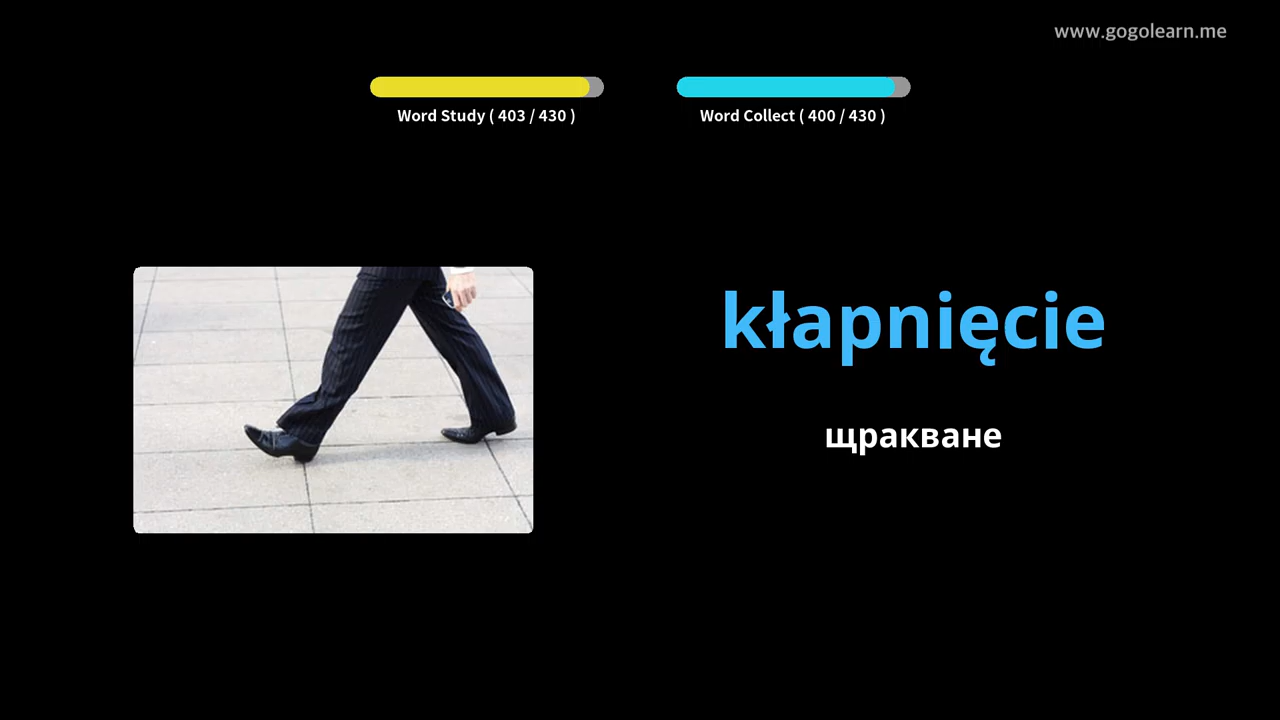 www.gogolearn.me
Word Study ( 403 / 430 )
Word Collect ( 400 / 430 )
kłapnięcie
щракване